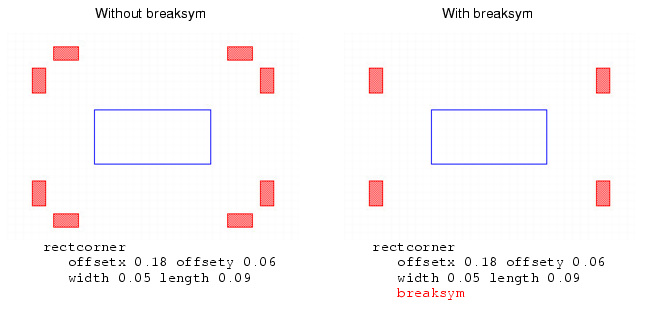 Without breaksym
With breaksym
rectcorner
offsetx 0.18 offsety 0.06
width 0.05 length 0.09
rectcorner
offsetx 0.18 offsety 0.06
width 0.05 length 0.09
breaksym